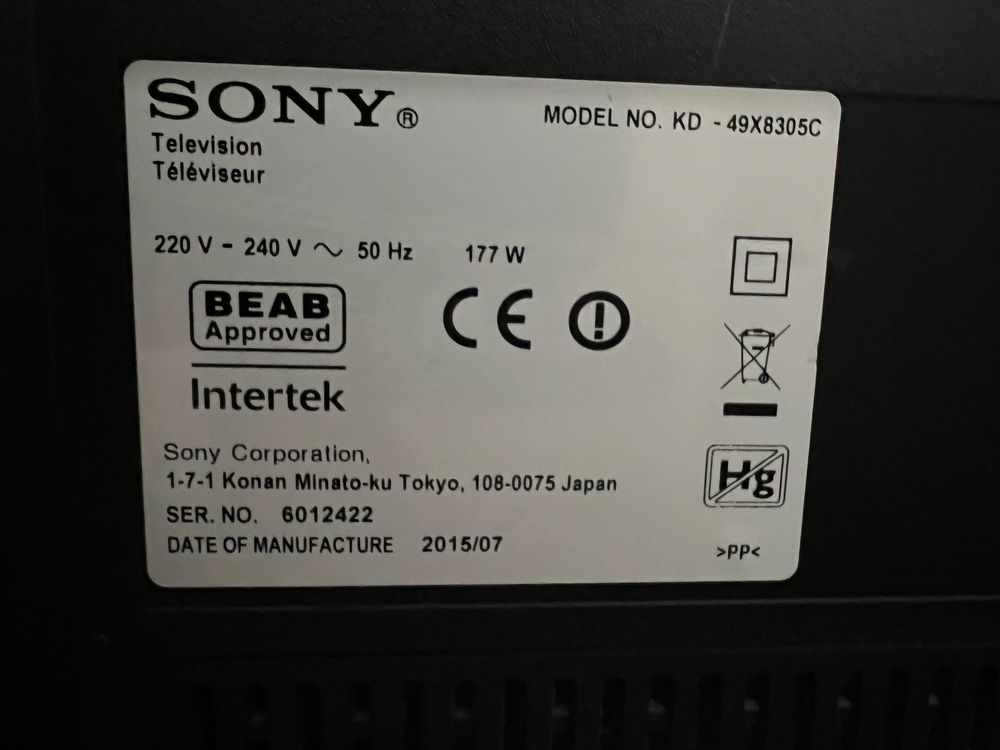 SONY®
MODEL NO. KD - 49X8305C
Television
Téléviseur
220 V - 240 V ～ 50 Hz 177 W
BEAB
Approved
CE
Intertek
Sony Corporation,
1-7-1 Konan Minato-ku Tokyo, 108-0075 Japan
Hg
SER. NO. 6012422
DATE OF MANUFACTURE 2015/07
>PP<